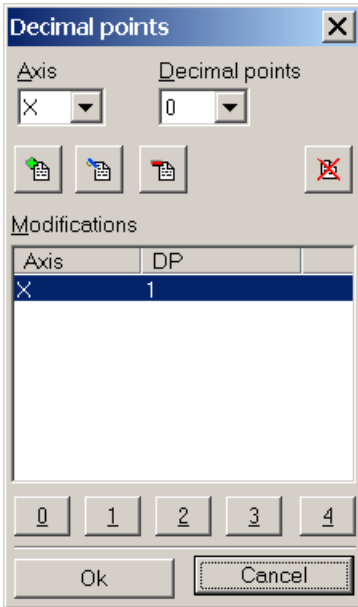 Decimal points
Axis Decimal points
X 0
Modifications
Axis DP
X 1
0 1 2 3 4
Ok Cancel